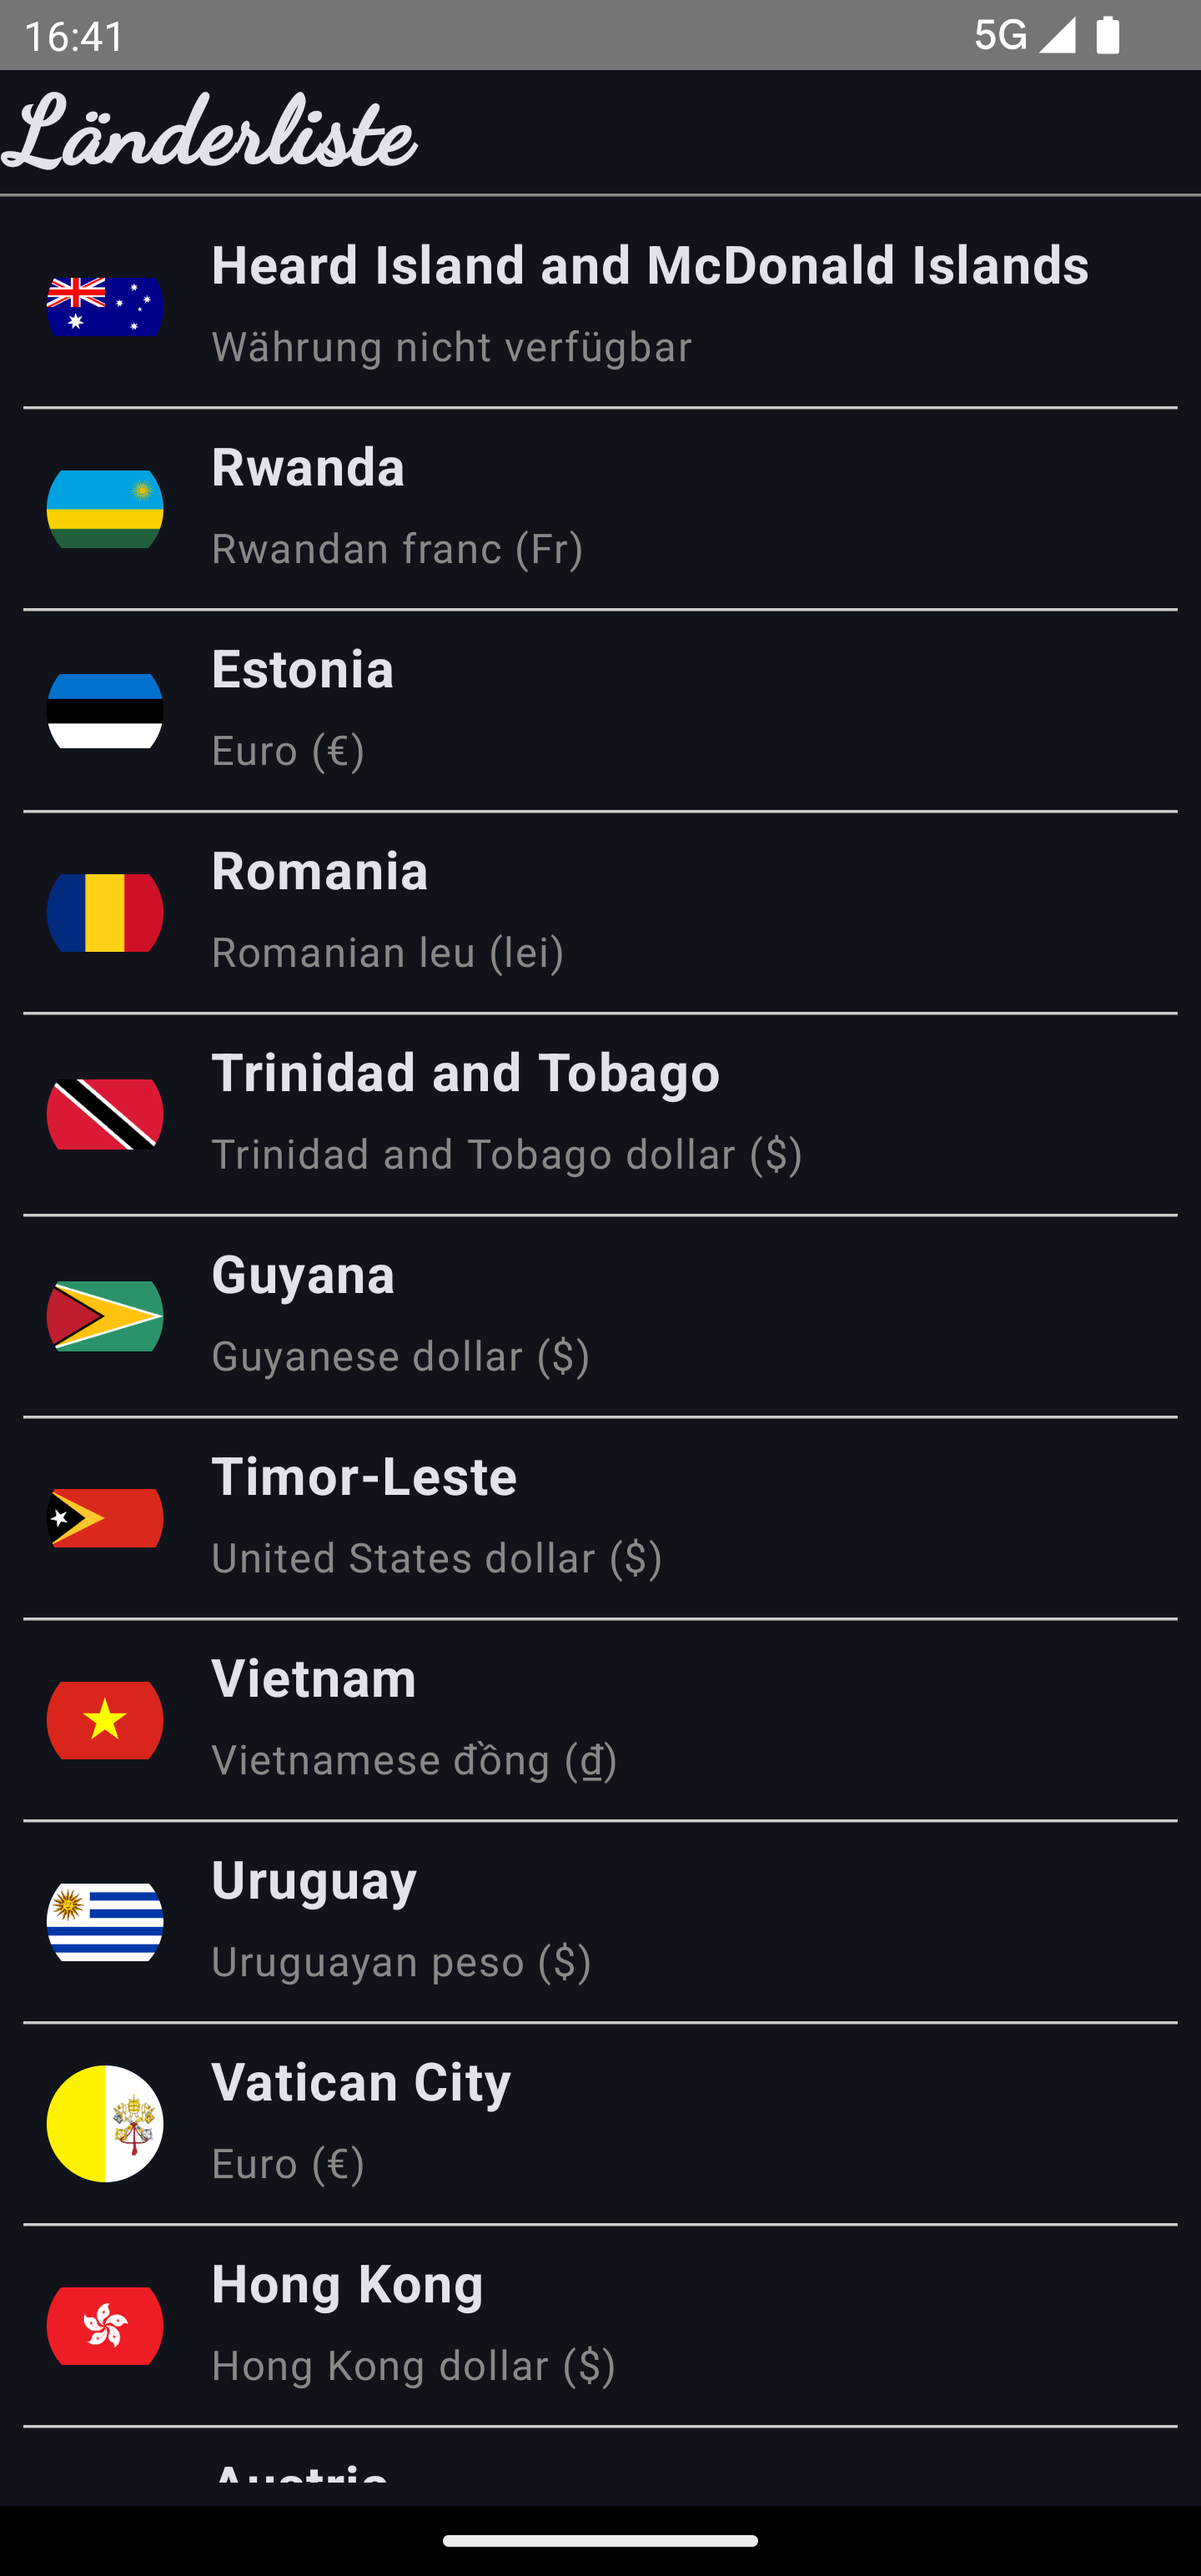 16:41
5G
Länderliste
Heard Island and McDonald Islands
Währung nicht verfügbar
Rwanda
Rwandan franc (Fr)
Estonia
Euro (€)
Romania
Romanian leu (lei)
Trinidad and Tobago
Trinidad and Tobago dollar ($)
Guyana
Guyanese dollar ($)
Timor-Leste
United States dollar ($)
Vietnam
Vietnamese đồng (₫)
Uruguay
Uruguayan peso ($)
Vatican City
Euro (€)
Hong Kong
Hong Kong dollar ($)
Austria